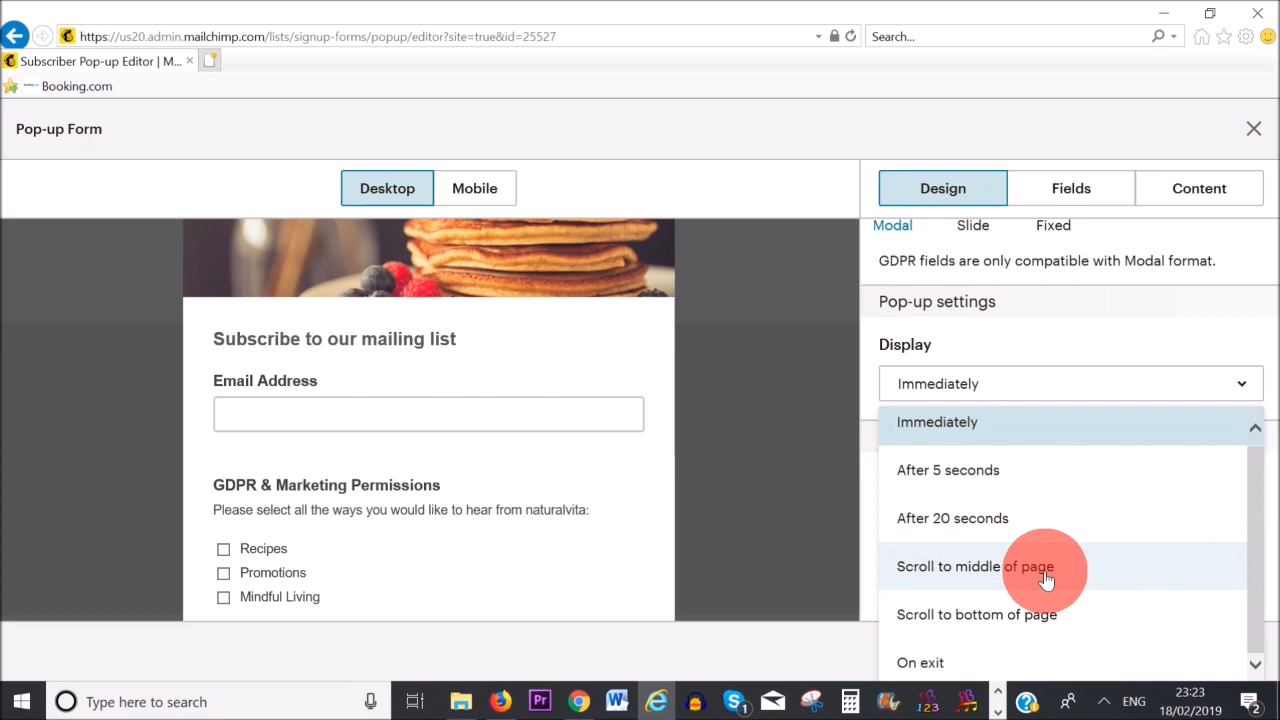 https://us20.admin.mailchimp.com/lists/signup-forms/popup/editor?site=true&id=25527
Search...
Subscriber Pop-up Editor | M...
Booking.com
Pop-up Form
Desktop
Mobile
Design
Fields
Content
Modal
Slide
Fixed
GDPR fields are only compatible with Modal format.
Pop-up settings
Display
Immediately
Immediately
After 5 seconds
After 20 seconds
Scroll to middle of page
Scroll to bottom of page
On exit
Subscribe to our mailing list
Email Address
GDPR & Marketing Permissions
Please select all the ways you would like to hear from naturalvita:
Recipes
Promotions
Mindful Living
Type here to search
Pr
W
S
1
123
ENG
23:23
18/02/2019
2